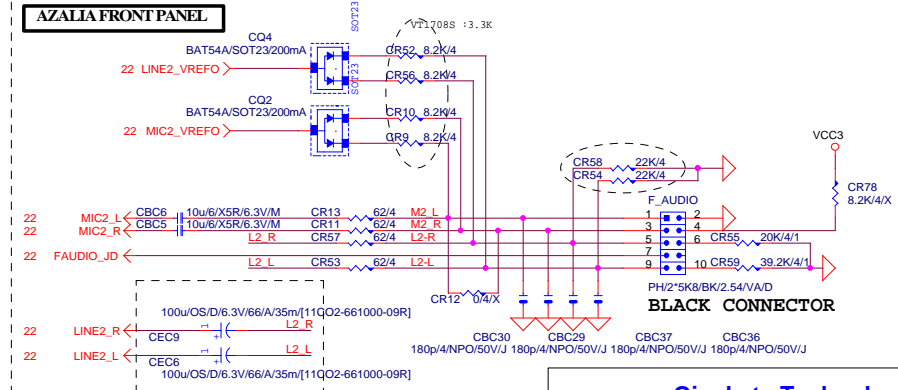 AZALIA FRONT PANEL
SOT23
VT1708S :3.3K
CQ4
BAT54A/SOT23/200mA
CR52 8.2K/4
22 LINE2_VREFO
CR56 8.2K/4
SOT23
CQ2
BAT54A/SOT23/200mA
CR10 8.2K/4
22 MIC2_VREFO
CR9 8.2K/4
VCC3
CR58 22K/4
CR54 22K/4
CR78
8.2K/4/X
F_AUDIO
22 MIC2_L CBC6 10u/6/X5R/6.3V/M CR13 62/4 M2_L 1 2
22 MIC2_R CBC5 10u/6/X5R/6.3V/M CR11 62/4 M2_R 3 4
L2_R CR57 62/4 L2-R 5 6 CR55 20K/4/1
22 FAUDIO_JD 7
L2_L CR53 62/4 L2-L 9 10 CR59 39.2K/4/1
PH/2*5K8/BK/2.54/VA/D
BLACK CONNECTOR
CR12 0/4/X
100u/OS/D/6.3V/66/A/35m/[11CO2-661000-09R]
22 LINE2_R 1 + L2_R
CEC9
22 LINE2_L 1 + L2_L
CEC6
100u/OS/D/6.3V/66/A/35m/[11CO2-661000-09R]
CBC30 CBC29 CBC37 CBC36
180p/4/NPO/50V/J 180p/4/NPO/50V/J 180p/4/NPO/50V/J 180p/4/NPO/50V/J